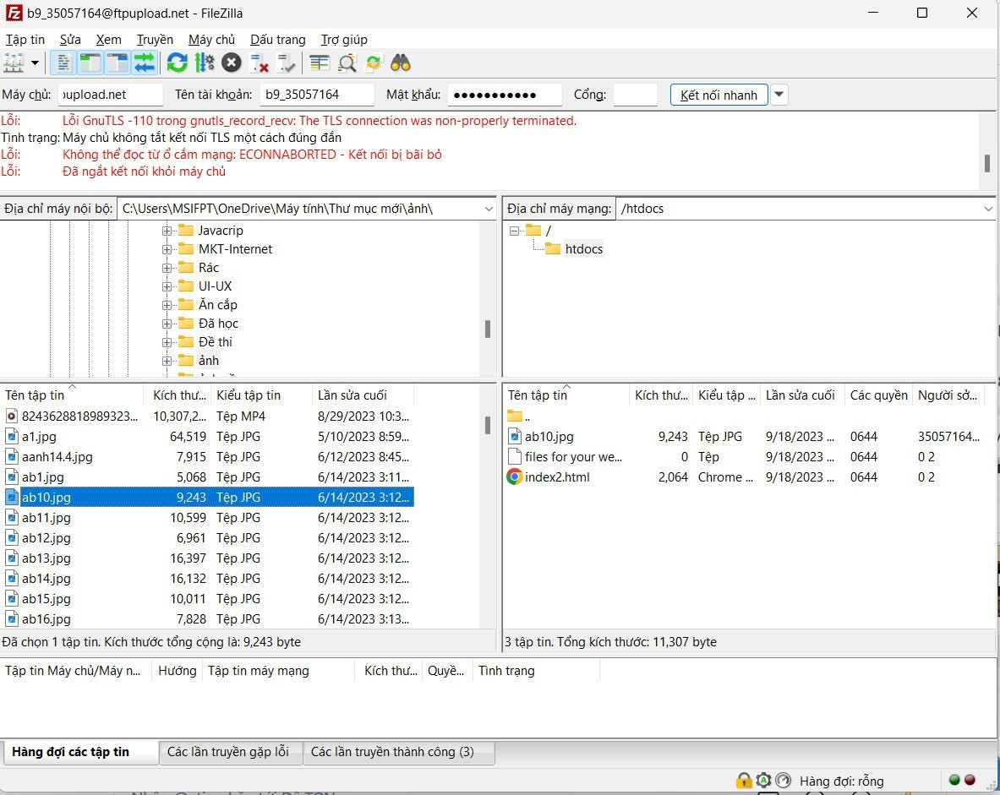 b9_35057164@ftpupload.net - FileZilla
Tập tin Sửa Xem Truyền Máy chủ Dấu trang Trợ giúp
Máy chủ: upload.net Tên tài khoản: b9_35057164 Mật khẩu: ●●●●●●●●●●● Cổng: Kết nối nhanh
Lỗi: Lỗi GnuTLS -110 trong gnutls_record_recv: The TLS connection was non-properly terminated.
Tình trạng: Máy chủ không tắt kết nối TLS một cách đúng đắn
Lỗi: Không thể đọc từ ổ cắm mạng: ECONNABORTED - Kết nối bị bãi bỏ
Lỗi: Đã ngắt kết nối khỏi máy chủ
Địa chỉ máy nội bộ: C:\Users\MSIFPT\OneDrive\Máy tính\Thư mục mới\ảnh\
Javacrip
MKT-Internet
Rác
UI-UX
Ăn cắp
Đã học
Đề thi
ảnh
Địa chỉ máy mạng: /htdocs
/
htdocs
Tên tập tin Kích thư... Kiểu tập tin Lần sửa cuối
8243628818989323... 10,307,2... Tệp MP4 8/29/2023 10:3...
a1.jpg 64,519 Tệp JPG 5/10/2023 8:59...
aanh14.4.jpg 7,915 Tệp JPG 6/12/2023 8:45...
ab1.jpg 5,068 Tệp JPG 6/14/2023 3:11...
ab10.jpg 9,243 Tệp JPG 6/14/2023 3:12...
ab11.jpg 10,599 Tệp JPG 6/14/2023 3:12...
ab12.jpg 6,961 Tệp JPG 6/14/2023 3:12...
ab13.jpg 16,397 Tệp JPG 6/14/2023 3:12...
ab14.jpg 16,132 Tệp JPG 6/14/2023 3:12...
ab15.jpg 10,011 Tệp JPG 6/14/2023 3:12...
ab16.jpg 7,828 Tệp JPG 6/14/2023 3:13...
Đã chọn 1 tập tin. Kích thước tổng cộng là: 9,243 byte
Tên tập tin Kích thư... Kiểu tập ... Lần sửa cuối Các quyền Người sở...
..
ab10.jpg 9,243 Tệp JPG 9/18/2023 ... 0644 35057164...
files for your we... 0 Tệp 9/18/2023 ... 0644 0 2
index2.html 2,064 Chrome ... 9/18/2023 ... 0644 0 2
3 tập tin. Tổng kích thước: 11,307 byte
Tập tin Máy chủ/Máy n... Hướng Tập tin máy mạng Kích thư... Quyề... Tình trạng
Hàng đợi các tập tin Các lần truyền gặp lỗi Các lần truyền thành công (3)
Hàng đợi: rỗng